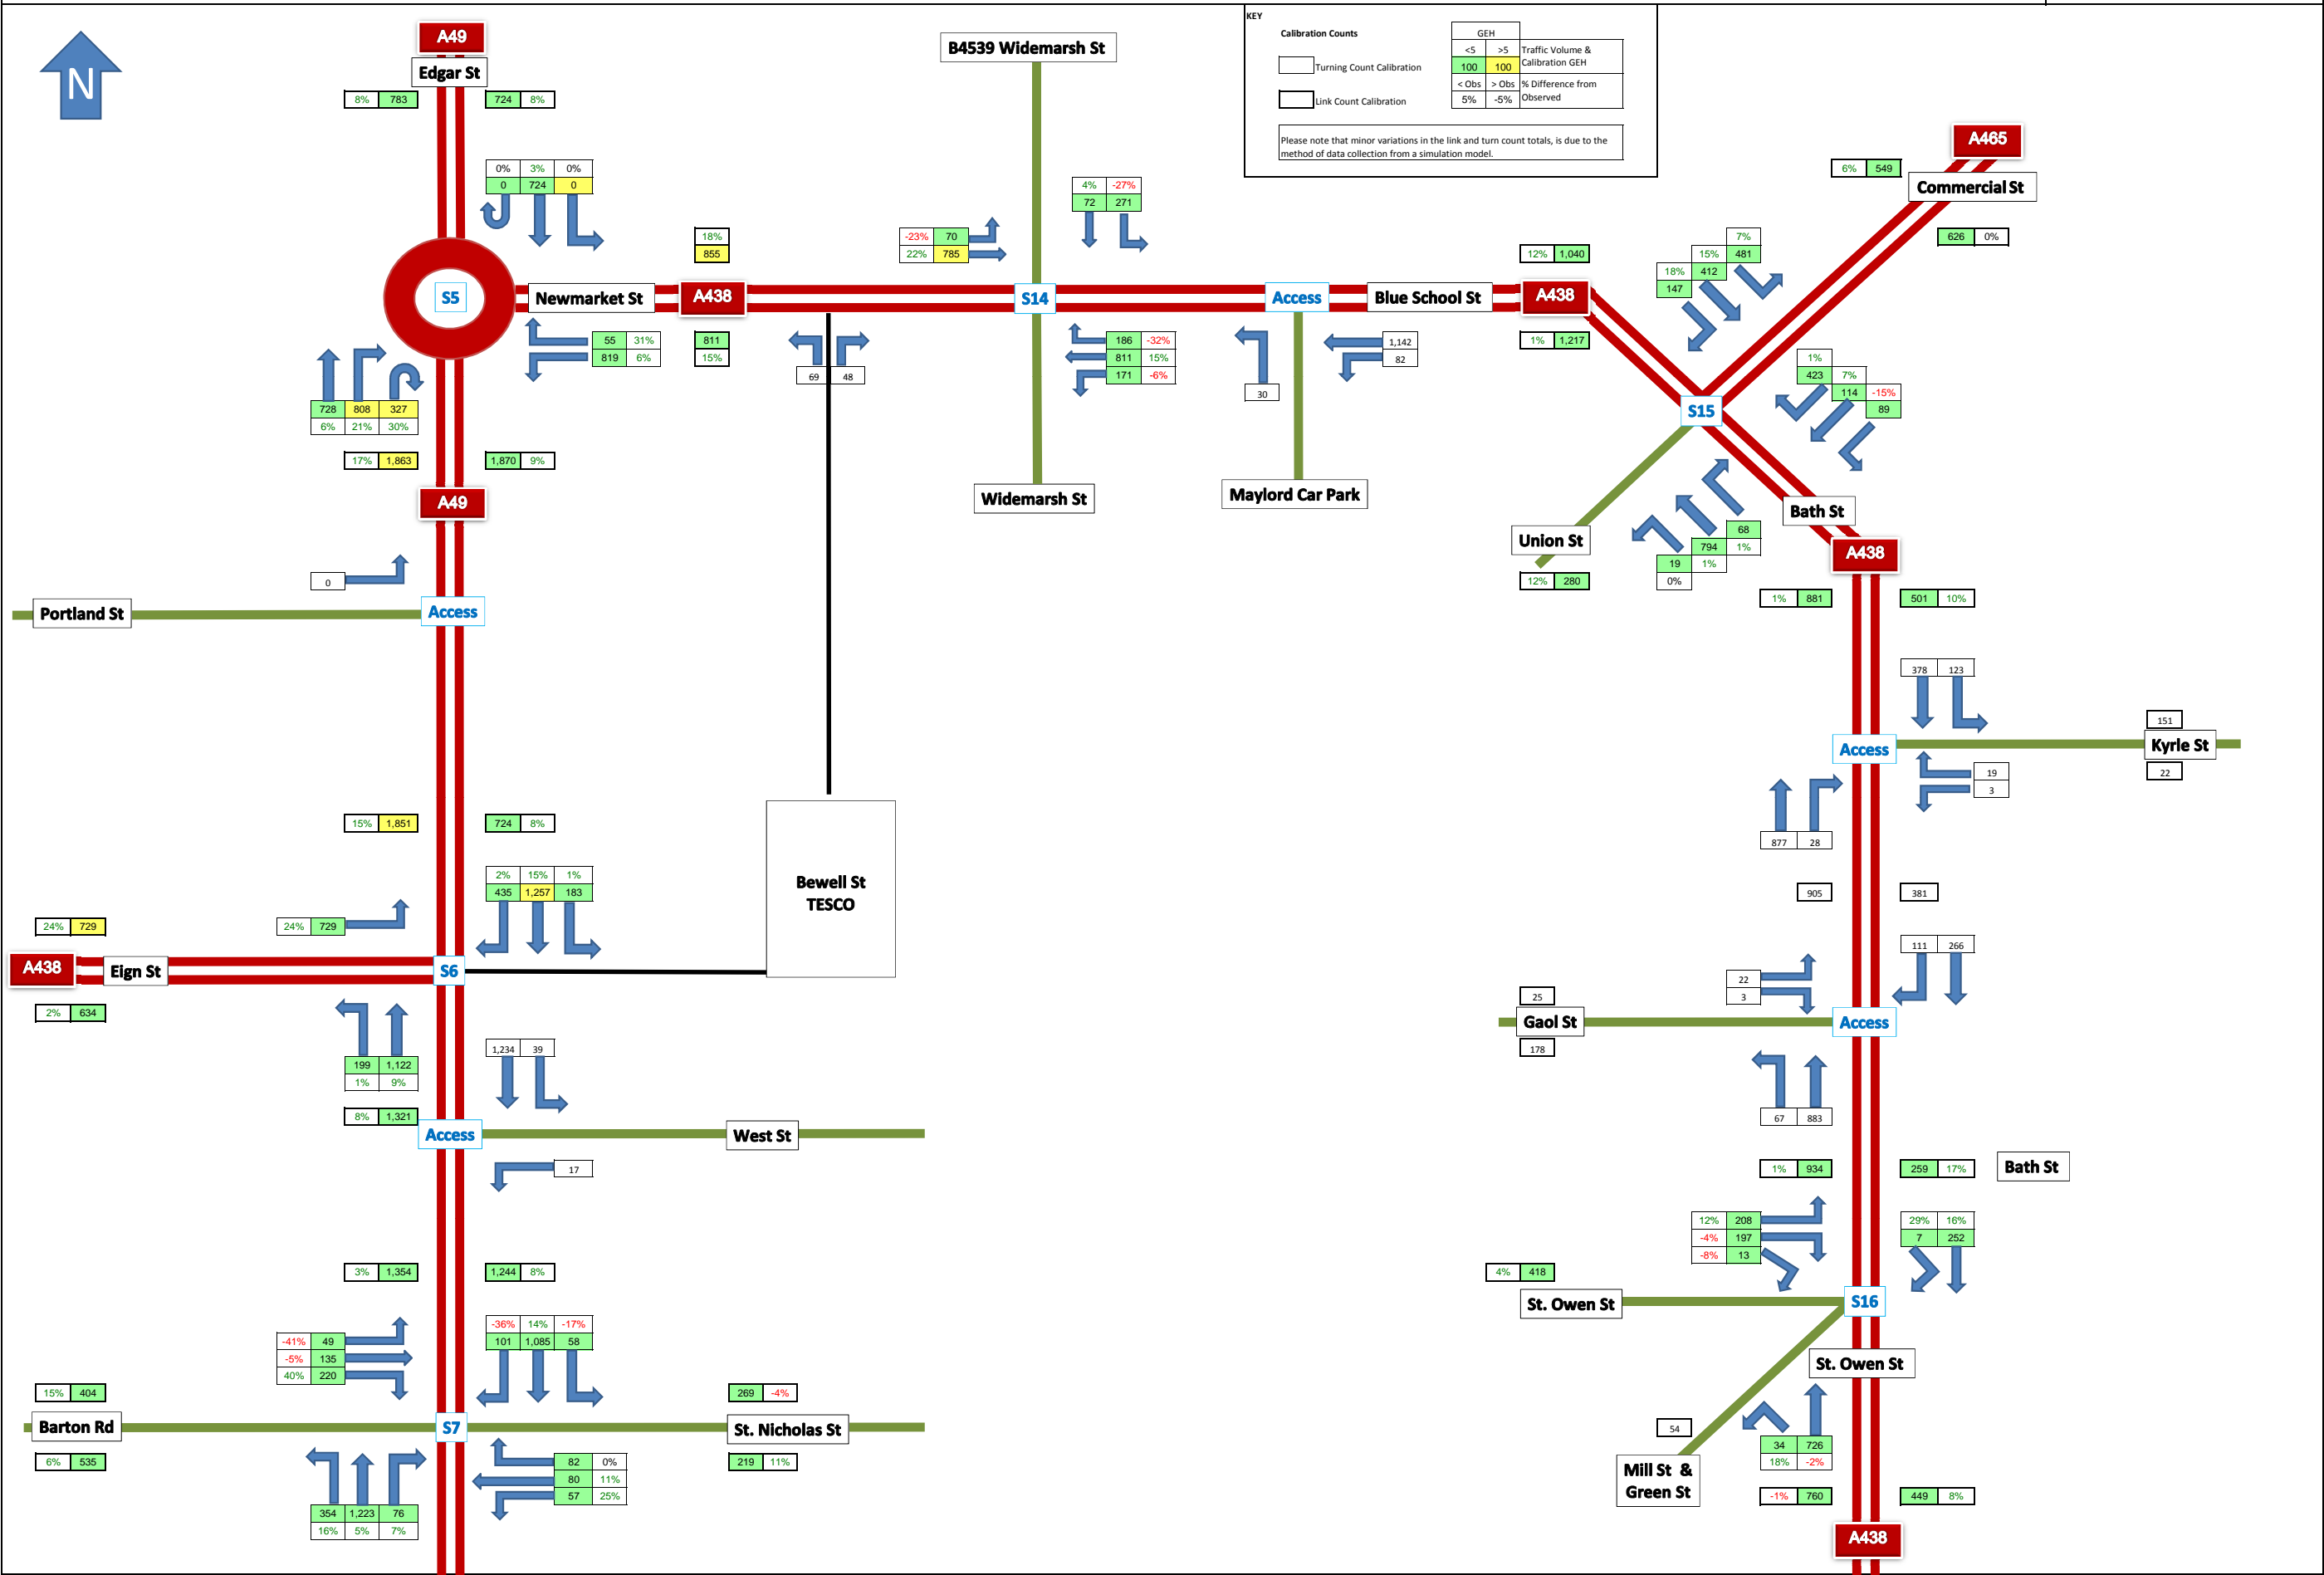 A49
Edgar St
N
8% 783
724 8%
0% 3% 0%
0 724 0
B4539 Widemarsh St
KEY
Calibration Counts
GEH
<5 >5
100 100
Traffic Volume &
Calibration GEH
Turning Count Calibration
< Obs > Obs
5% -5%
% Difference from
Observed
Link Count Calibration
Please note that minor variations in the link and turn count totals, is due to the
method of data collection from a simulation model.
A465
Commercial St
6% 549
626 0%
4% -27%
72 271
-23% 70
22% 785
18%
855
12% 1,040
7%
15% 481
18% 412
147
S5
Newmarket St
A438
S14
Access
Blue School St
A438
55 31%
819 6%
811
15%
69 48
186 -32%
811 15%
171 -6%
30
1,142
82
1% 1,217
1%
423 7%
114 -15%
89
S15
728 808 327
6% 21% 30%
17% 1,863
1,870 9%
A49
Widemarsh St
Maylord Car Park
Union St
12% 280
68
794 1%
19 1%
0%
Bath St
A438
1% 881
501 10%
0
Portland St
Access
378 123
151
Kyrle St
22
Access
19
3
877 28
15% 1,851
724 8%
2% 15% 1%
435 1,257 183
Bewell St
TESCO
905
381
24% 729
24% 729
A438
Eign St
S6
2% 634
111 266
22
3
25
Gaol St
178
Access
199 1,122
1% 9%
8% 1,321
1,234 39
Access
West St
17
67 883
1% 934
259 17%
Bath St
12% 208
-4% 197
-8% 13
29% 16%
7 252
3% 1,354
1,244 8%
4% 418
St. Owen St
S16
-41% 49
-5% 135
40% 220
-36% 14% -17%
101 1,085 58
St. Owen St
15% 404
269 -4%
Barton Rd
S7
St. Nicholas St
6% 535
219 11%
54
Mill St &
Green St
34 726
18% -2%
82 0%
80 11%
57 25%
354 1,223 76
16% 5% 7%
-1% 760
449 8%
A438